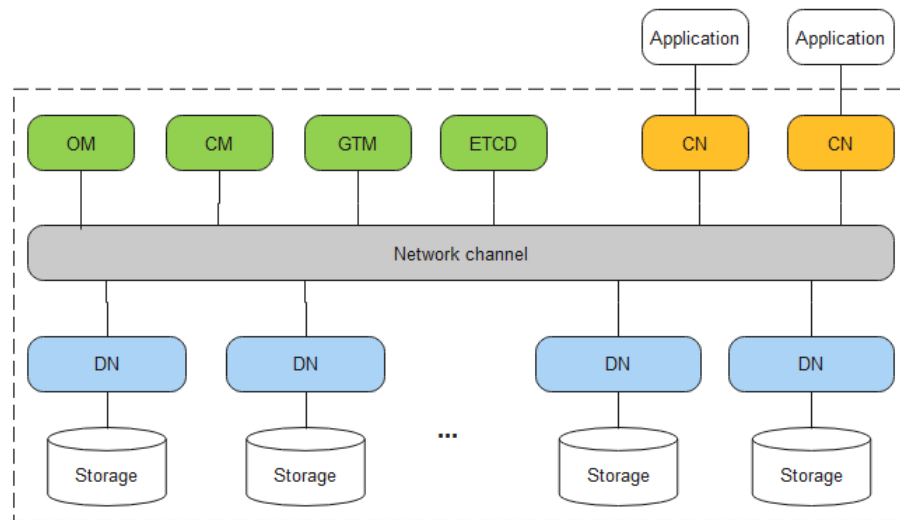 Application Application
OM CM GTM ETCD CN CN
Network channel
DN DN DN DN
...
Storage Storage Storage Storage